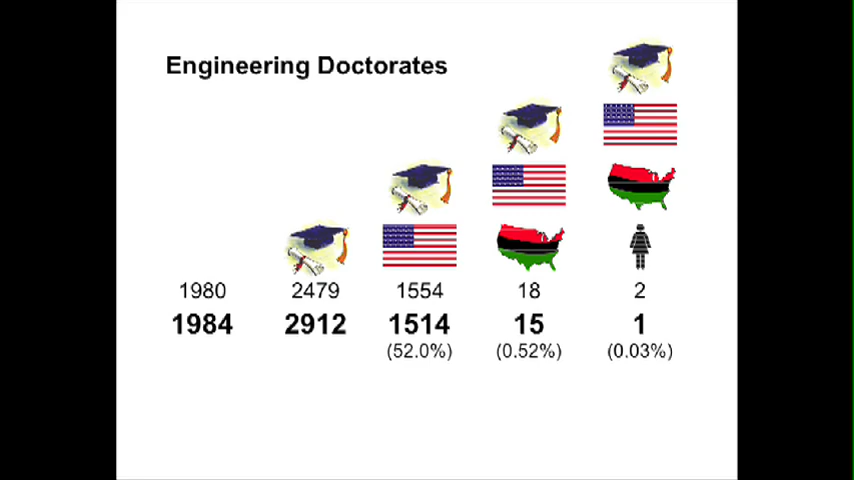 Engineering Doctorates
1980 2479 1554 18 2
1984 2912 1514 15 1
(52.0%) (0.52%) (0.03%)